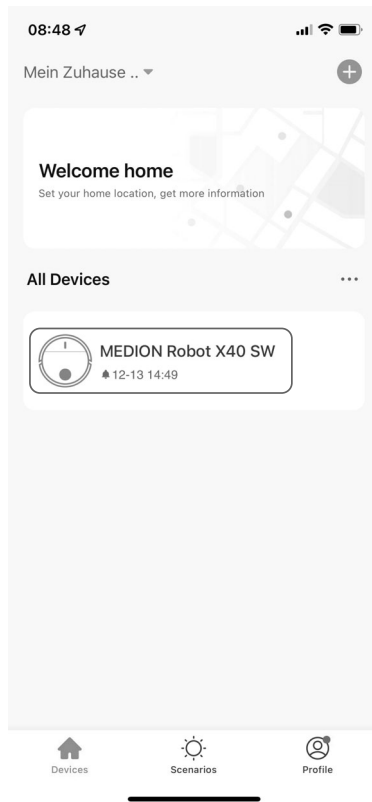 08:48
Mein Zuhause ..
Welcome home
Set your home location, get more information
All Devices
MEDION Robot X40 SW
12-13 14:49
Devices Scenarios Profile